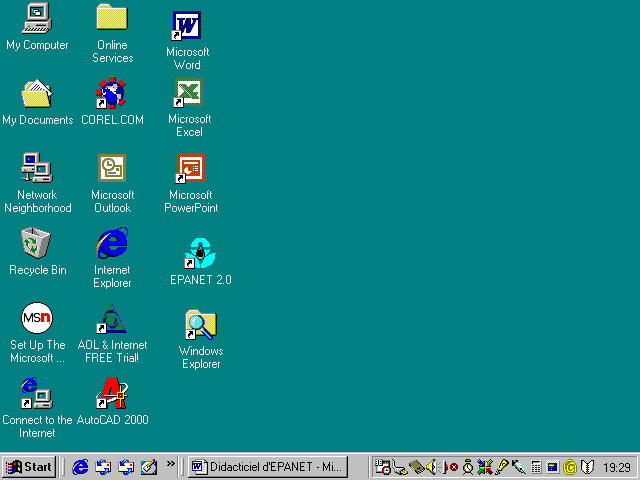 My Computer
Online
Services
Microsoft
Word
My Documents
COREL.COM
Microsoft
Excel
Network
Neighborhood
Microsoft
Outlook
Microsoft
PowerPoint
Recycle Bin
Internet
Explorer
EPANET 2.0
MSN
Set Up The
Microsoft ...
AOL & Internet
FREE Trial!
Windows
Explorer
Connect to the
Internet
AutoCAD 2000
Start
Didacticiel d'EPANET - Mi...
19:29